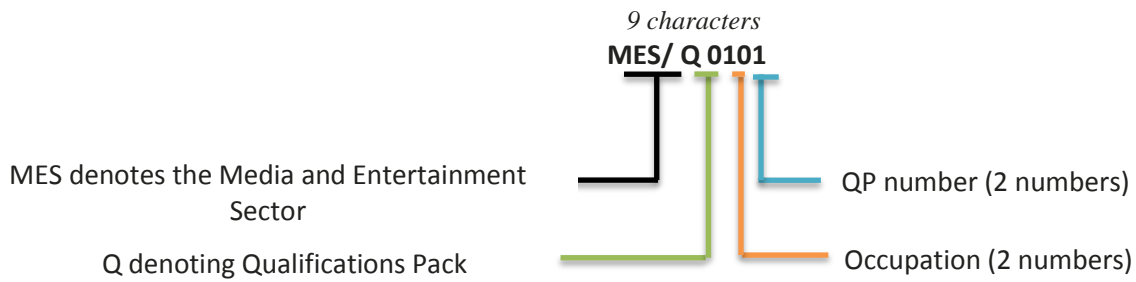 9 characters
MES/ Q 0101
MES denotes the Media and Entertainment
Sector
QP number (2 numbers)
Q denoting Qualifications Pack
Occupation (2 numbers)